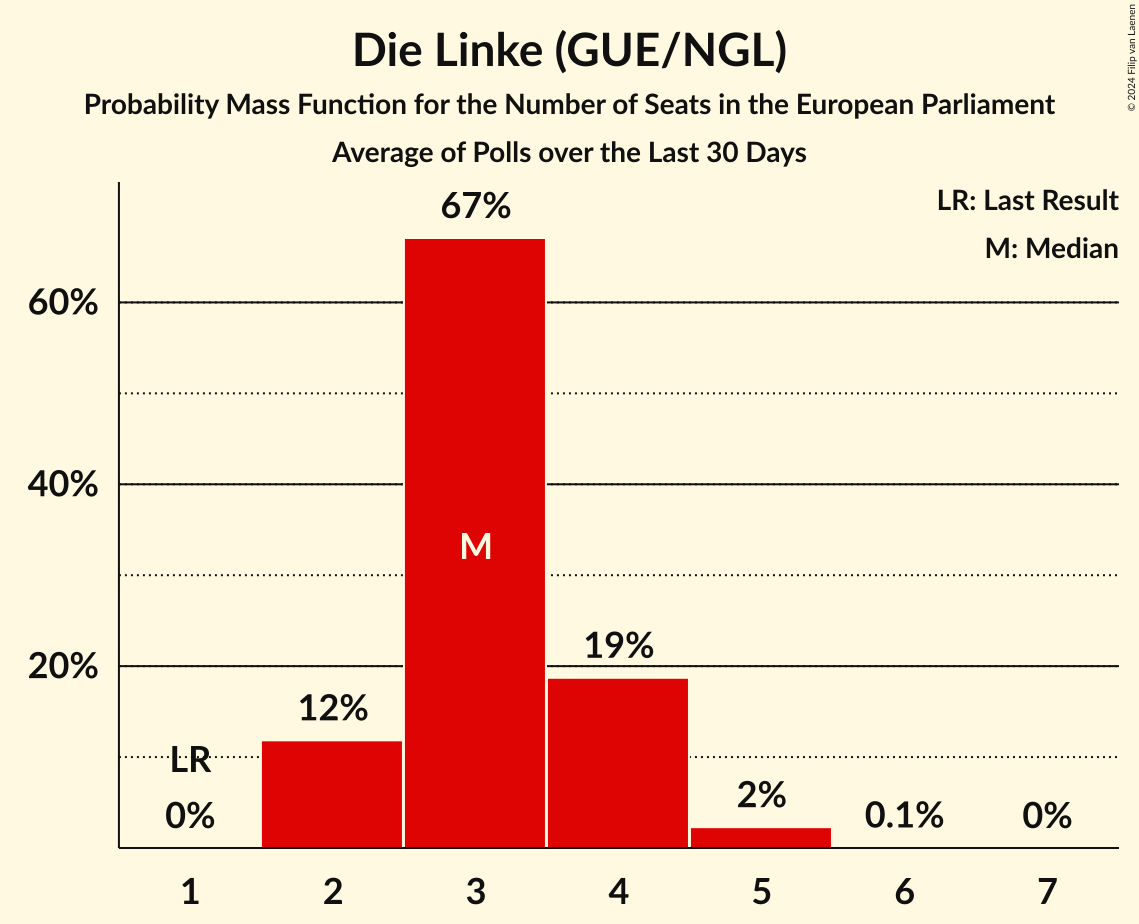 © 2024 Filip van Laenen
Die Linke (GUE/NGL)
Probability Mass Function for the Number of Seats in the European Parliament
Average of Polls over the Last 30 Days
LR: Last Result
M: Median
67%
60%
40%
M
20%
19%
12%
LR
0%
2%
0.1%
0%
1 2 3 4 5 6 7